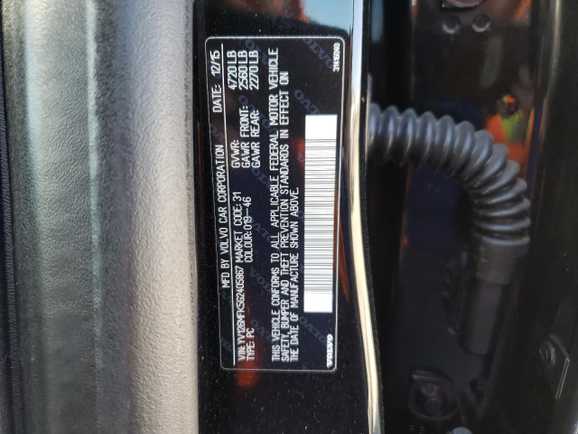 MFD BY VOLVO CAR CORPORATION DATE: 12/15
GVWR: 4720 LB
GAWR FRONT: 2560 LB
GAWR REAR: 2270 LB
VIN: YV126MFK5G2405867 MARKET CODE: 31
TYPE: PC COLOUR: 019-46
THIS VEHICLE CONFORMS TO ALL APPLICABLE FEDERAL MOTOR VEHICLE
SAFETY, BUMPER AND THEFT PREVENTION STANDARDS IN EFFECT ON
THE DATE OF MANUFACTURE SHOWN ABOVE.
VOLVO